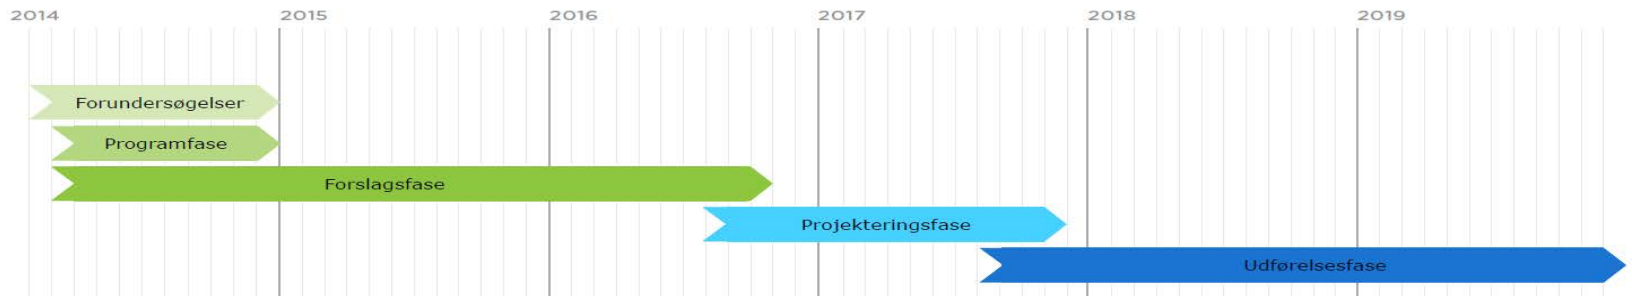 2014 2015 2016 2017 2018 2019
Forundersøgelser
Programfase
Forslagsfase
Projekteringsfase
Udførelsesfase